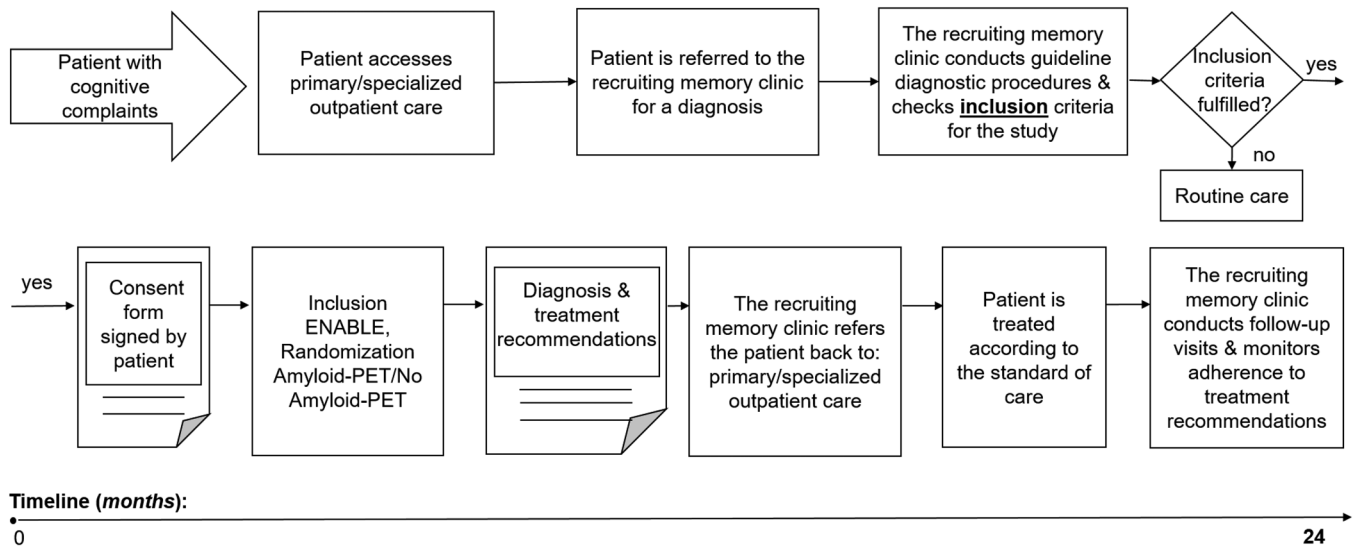 Patient with
cognitive
complaints
Patient accesses
primary/specialized
outpatient care
Patient is referred to the
recruiting memory clinic
for a diagnosis
The recruiting memory
clinic conducts guideline
diagnostic procedures &
checks inclusion criteria
for the study
Inclusion
criteria
fulfilled?
yes
no
Routine care
yes
Consent
form
signed by
patient
Inclusion
ENABLE,
Randomization
Amyloid-PET/No
Amyloid-PET
Diagnosis &
treatment
recommendations
The recruiting
memory clinic refers
the patient back to:
primary/specialized
outpatient care
Patient is
treated
according to
the standard of
care
The recruiting
memory clinic
conducts follow-up
visits & monitors
adherence to
treatment
recommendations
Timeline (months):
0
24